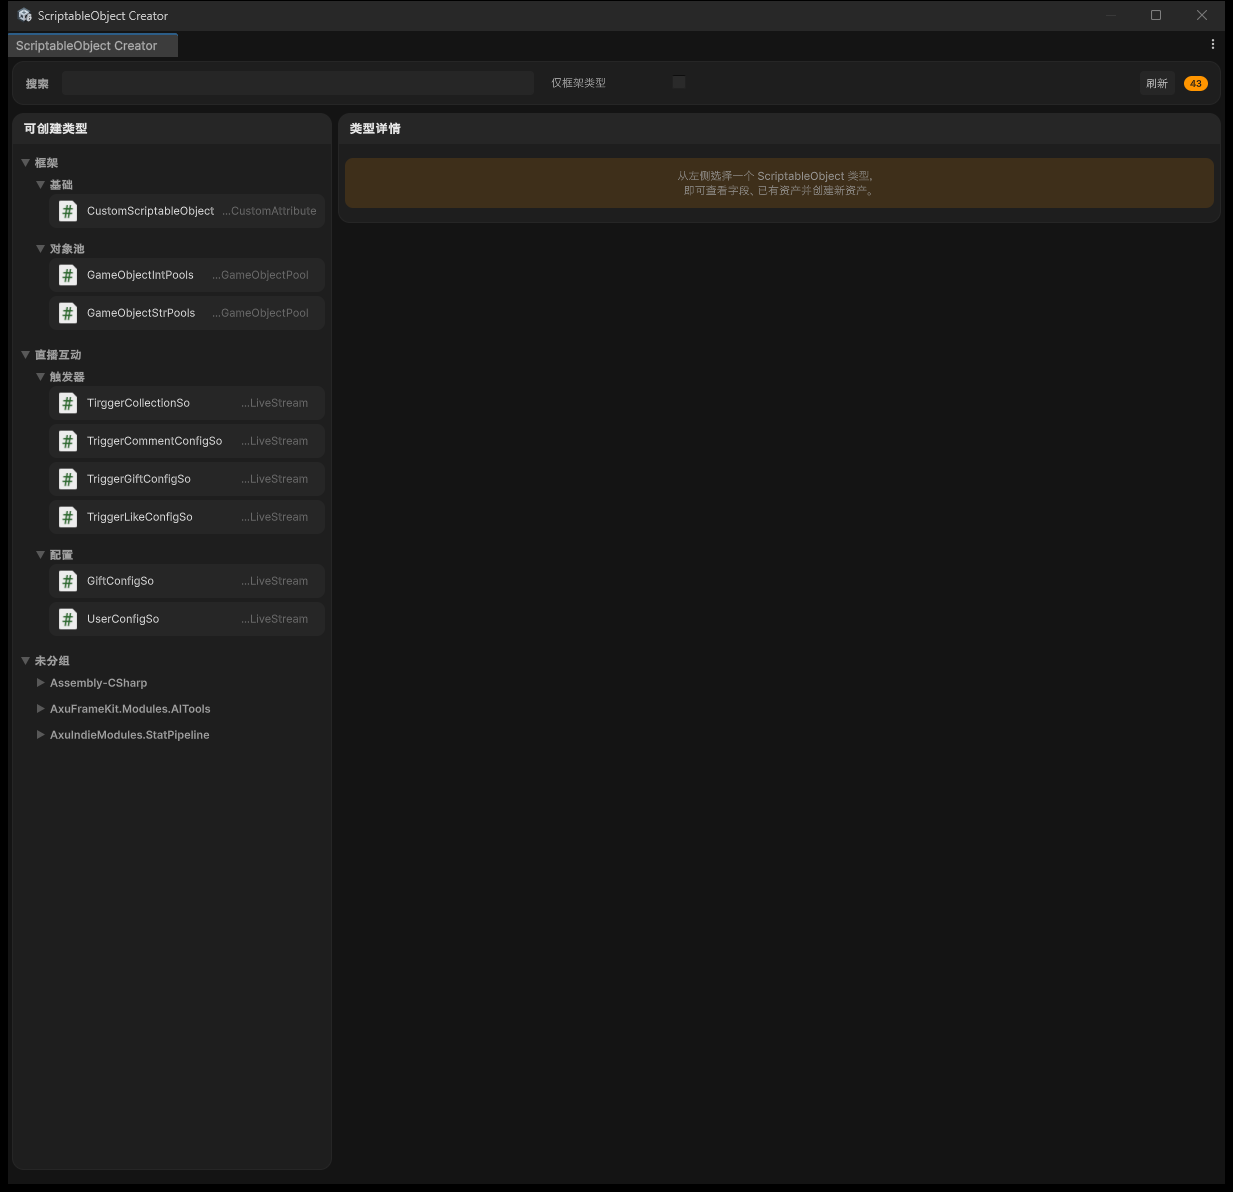 ScriptableObject Creator
ScriptableObject Creator
搜索
仅框架类型
刷新
43
可创建类型
框架
基础
CustomScriptableObject ...CustomAttribute
对象池
GameObjectIntPools ...GameObjectPool
GameObjectStrPools ...GameObjectPool
直播互动
触发器
TirggerCollectionSo ...LiveStream
TriggerCommentConfigSo ...LiveStream
TriggerGiftConfigSo ...LiveStream
TriggerLikeConfigSo ...LiveStream
配置
GiftConfigSo ...LiveStream
UserConfigSo ...LiveStream
未分组
Assembly-CSharp
AxuFrameKit.Modules.AITools
AxuIndieModules.StatPipeline
类型详情
从左侧选择一个 ScriptableObject 类型，
即可查看字段、已有资产并创建新资产。